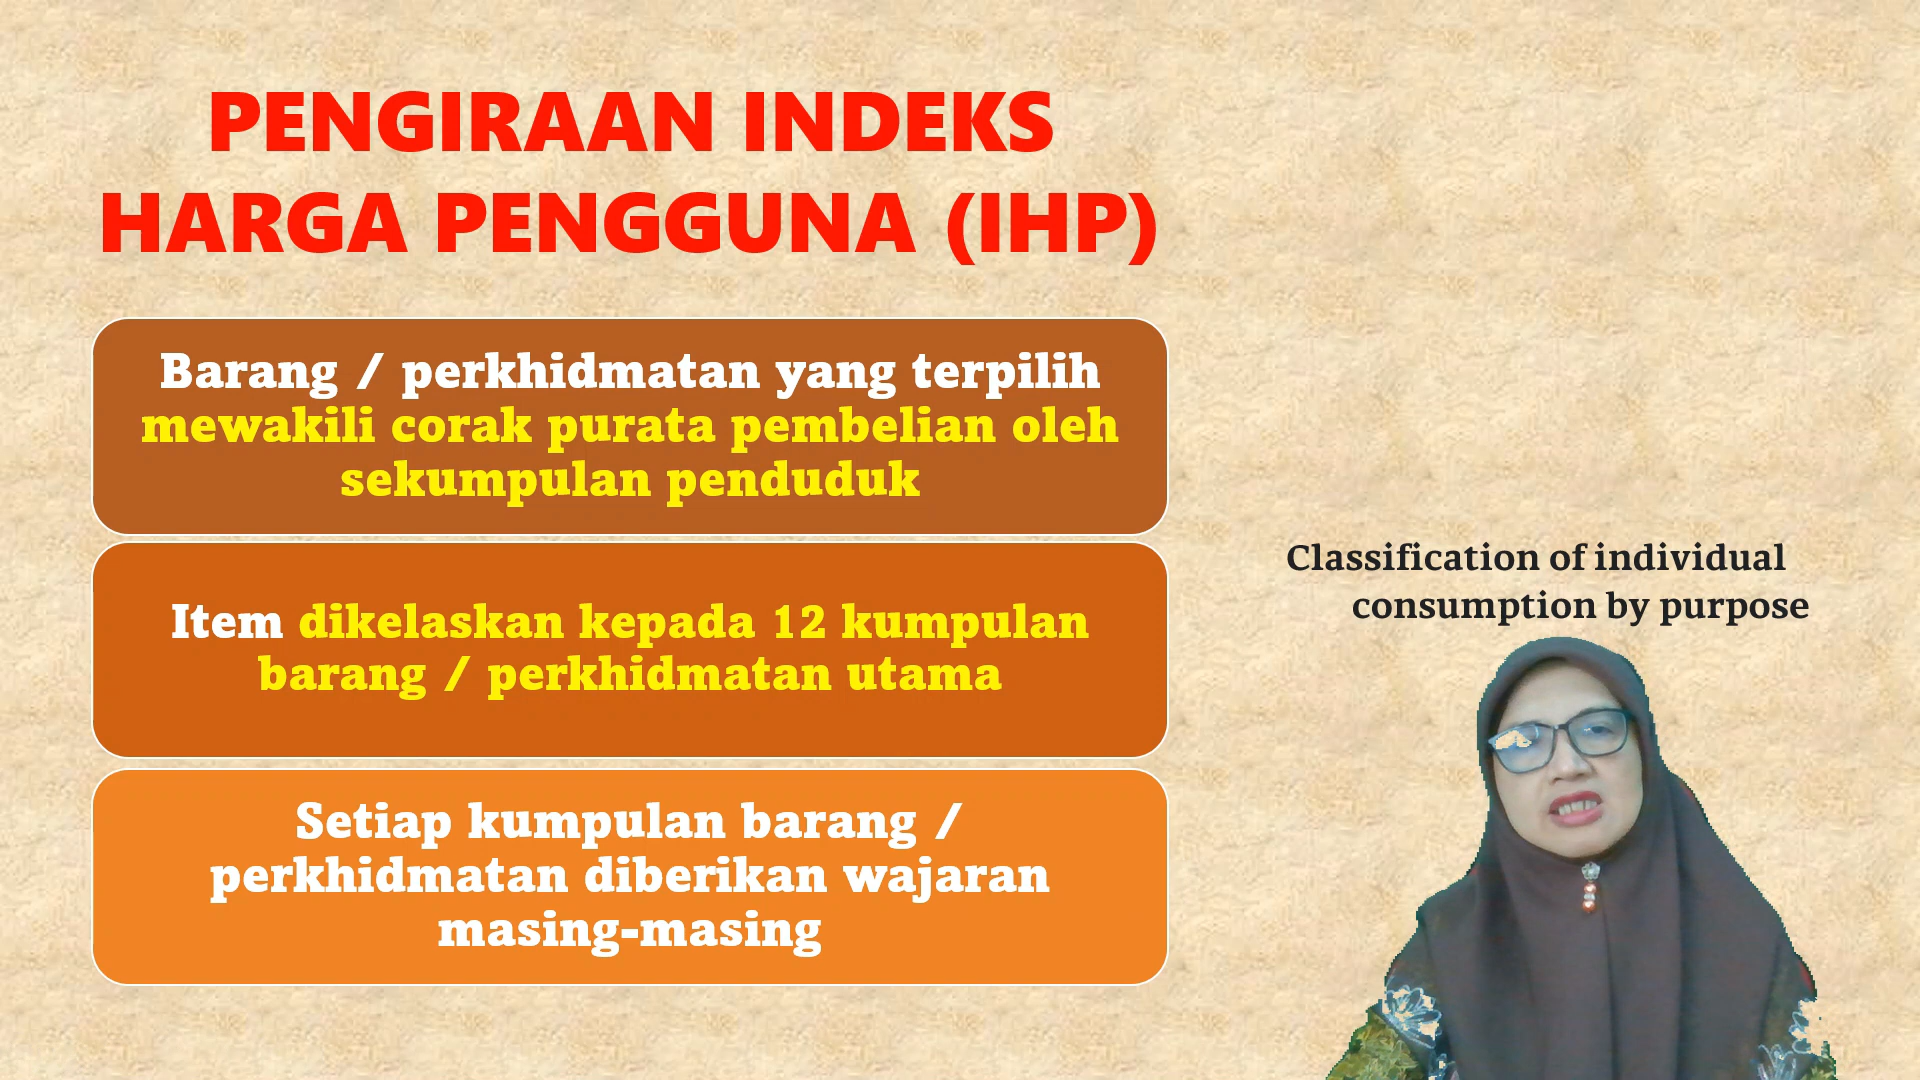 PENGIRAAN INDEKS
HARGA PENGGUNA (IHP)
Barang / perkhidmatan yang terpilih
mewakili corak purata pembelian oleh
sekumpulan penduduk
Item dikelaskan kepada 12 kumpulan
barang / perkhidmatan utama
Setiap kumpulan barang /
perkhidmatan diberikan wajaran
masing-masing
Classification of individual
consumption by purpose